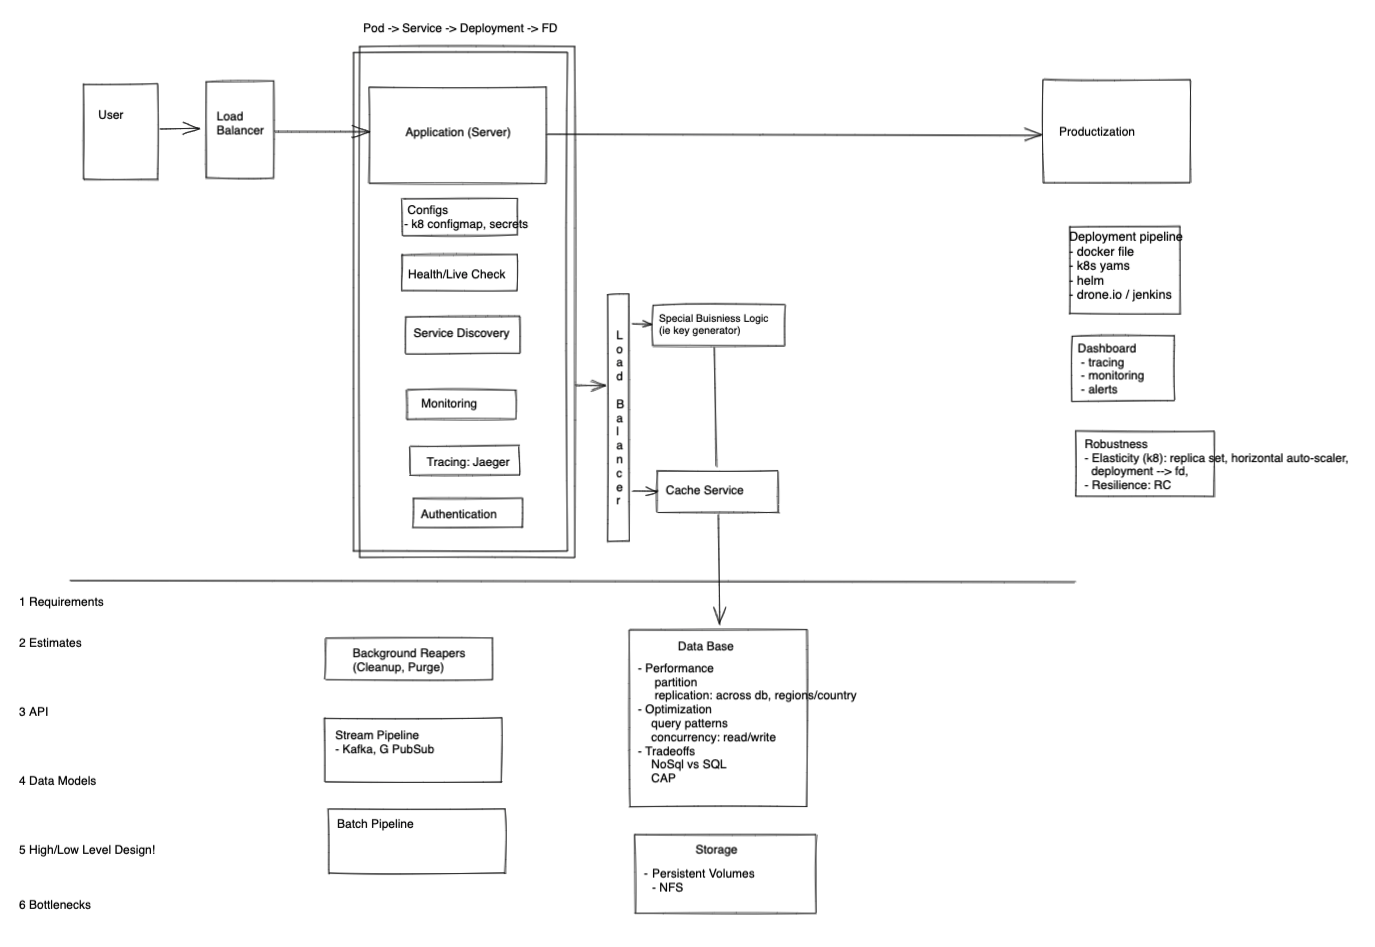 Pod -> Service -> Deployment -> FD
User
Load
Balancer
Application (Server)
Productization
Configs
- k8 configmap, secrets
Health/Live Check
Service Discovery
Monitoring
Tracing: Jaeger
Authentication
Load Balancer
Special Buisniess Logic
(ie key generator)
Cache Service
Deployment pipeline
- docker file
- k8s yams
- helm
- drone.io / jenkins
Dashboard
- tracing
- monitoring
- alerts
Robustness
- Elasticity (k8): replica set, horizontal auto-scaler,
deployment --> fd,
- Resilience: RC
1 Requirements
2 Estimates
3 API
4 Data Models
5 High/Low Level Design!
6 Bottlenecks
Background Reapers
(Cleanup, Purge)
Stream Pipeline
- Kafka, G PubSub
Batch Pipeline
Data Base
- Performance
partition
replication: across db, regions/country
- Optimization
query patterns
concurrency: read/write
- Tradeoffs
NoSql vs SQL
CAP
Storage
- Persistent Volumes
- NFS